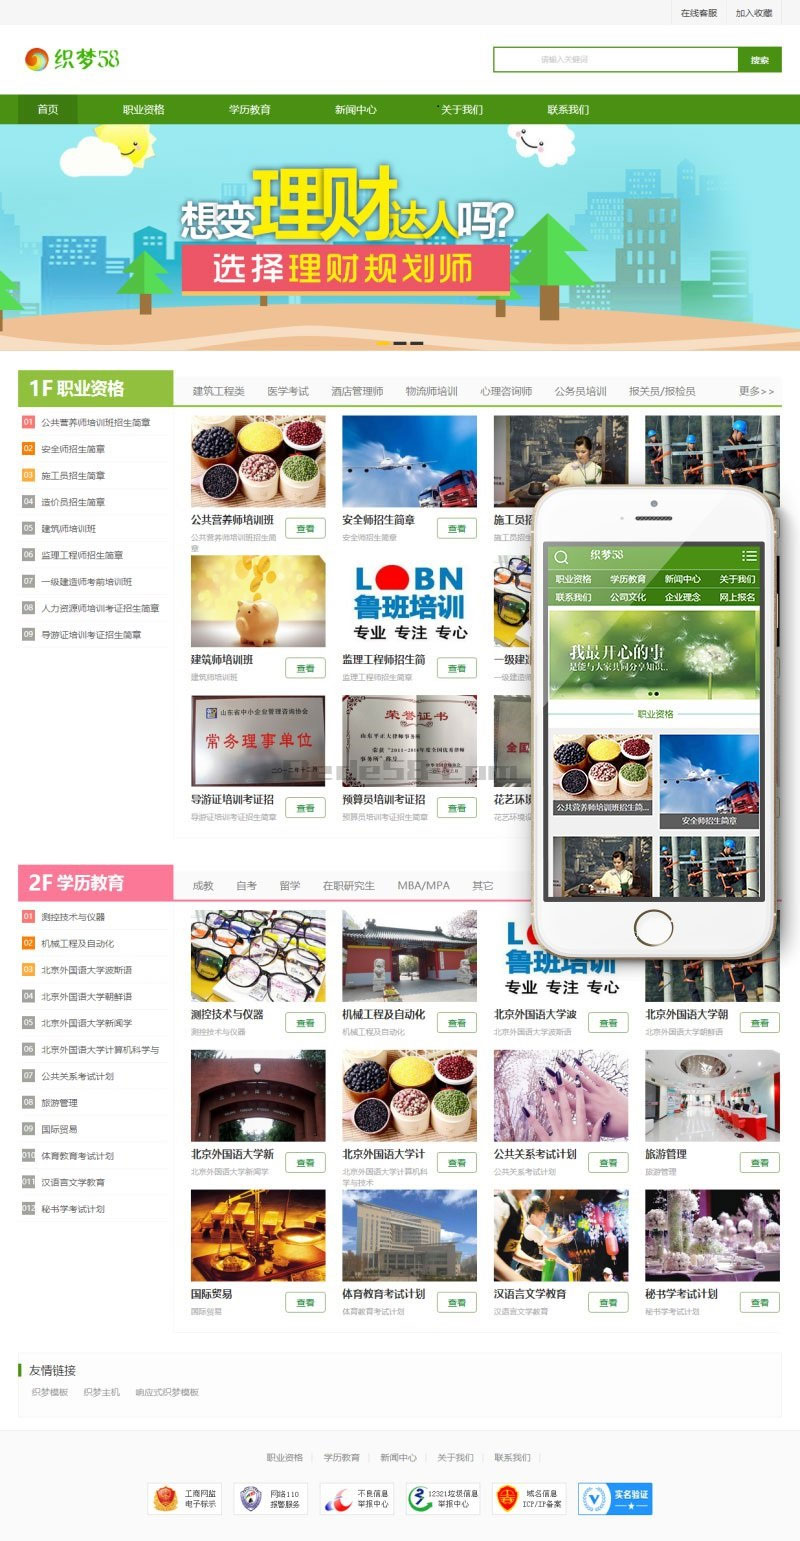 在线客服 加入收藏
织梦58
请输入关键词 搜索
首页 职业资格 学历教育 新闻中心 关于我们 联系我们
想变理财达人吗?
选择理财规划师
1F 职业资格
建筑工程类 医学考试 酒店管理师 物流师培训 心理咨询师 公务员培训 报关员/报检员 更多>>
01 公共营养师培训班招生简章
02 安全师招生简章
03 施工员招生简章
04 造价员招生简章
05 建筑师培训班
06 监理工程师招生简章
07 一级建造师考前培训班
08 人力资源师培训考证招生简章
09 导游证培训考证招生简章
公共营养师培训班 查看
公共营养师培训班招生简章
安全师招生简章 查看
安全师招生简章
施工员招
施工员招生
LOBN
鲁班培训
专业 专注 专心
建筑师培训班 查看
建筑师培训班
监理工程师招生简 查看
监理工程师招生简章
一级建
一级建造
山东省中小企业管理咨询协会
常务理事单位
二〇一二年十二月
荣誉证书
山东平正大律师事务所
导游证培训考证招 查看
导游证培训考证招生简章
预算员培训考证招 查看
预算员培训考证招生简章
花艺环境
花艺环境设
Dede58.com
织梦58
职业资格 学历教育 新闻中心 关于我们
联系我们 公司文化 企业理念 网上报名
我最开心的事
是能与大家共同分享知识..
职业资格
公共营养师培训班招生简...
安全师招生简章
2F 学历教育
成教 自考 留学 在职研究生 MBA/MPA 其它
01 测控技术与仪器
02 机械工程及自动化
03 北京外国语大学波斯语
04 北京外国语大学朝鲜语
05 北京外国语大学新闻学
06 北京外国语大学计算机科学与
07 公共关系考试计划
08 旅游管理
09 国际贸易
010 体育教育考试计划
011 汉语言文学教育
012 秘书学考试计划
鲁班培训
专业 专注 专心
测控技术与仪器 查看
测控技术与仪器
机械工程及自动化 查看
机械工程及自动化
北京外国语大学波 查看
北京外国语大学波斯语
北京外国语大学朝 查看
北京外国语大学朝鲜语
北京外国语大学新 查看
北京外国语大学新闻学
北京外国语大学计 查看
北京外国语大学计算机科学与技术
公共关系考试计划 查看
公共关系考试计划
旅游管理 查看
旅游管理
国际贸易 查看
国际贸易
体育教育考试计划 查看
体育教育考试计划
汉语言文学教育 查看
汉语言文学教育
秘书学考试计划 查看
秘书学考试计划
友情链接
织梦模板 织梦主机 响应式织梦模板
职业资格 学历教育 新闻中心 关于我们 联系我们
工商网监
电子标示
网络110
报警服务
不良信息
举报中心
12321垃圾信息
举报中心
域名信息
ICP/IP备案
实名验证